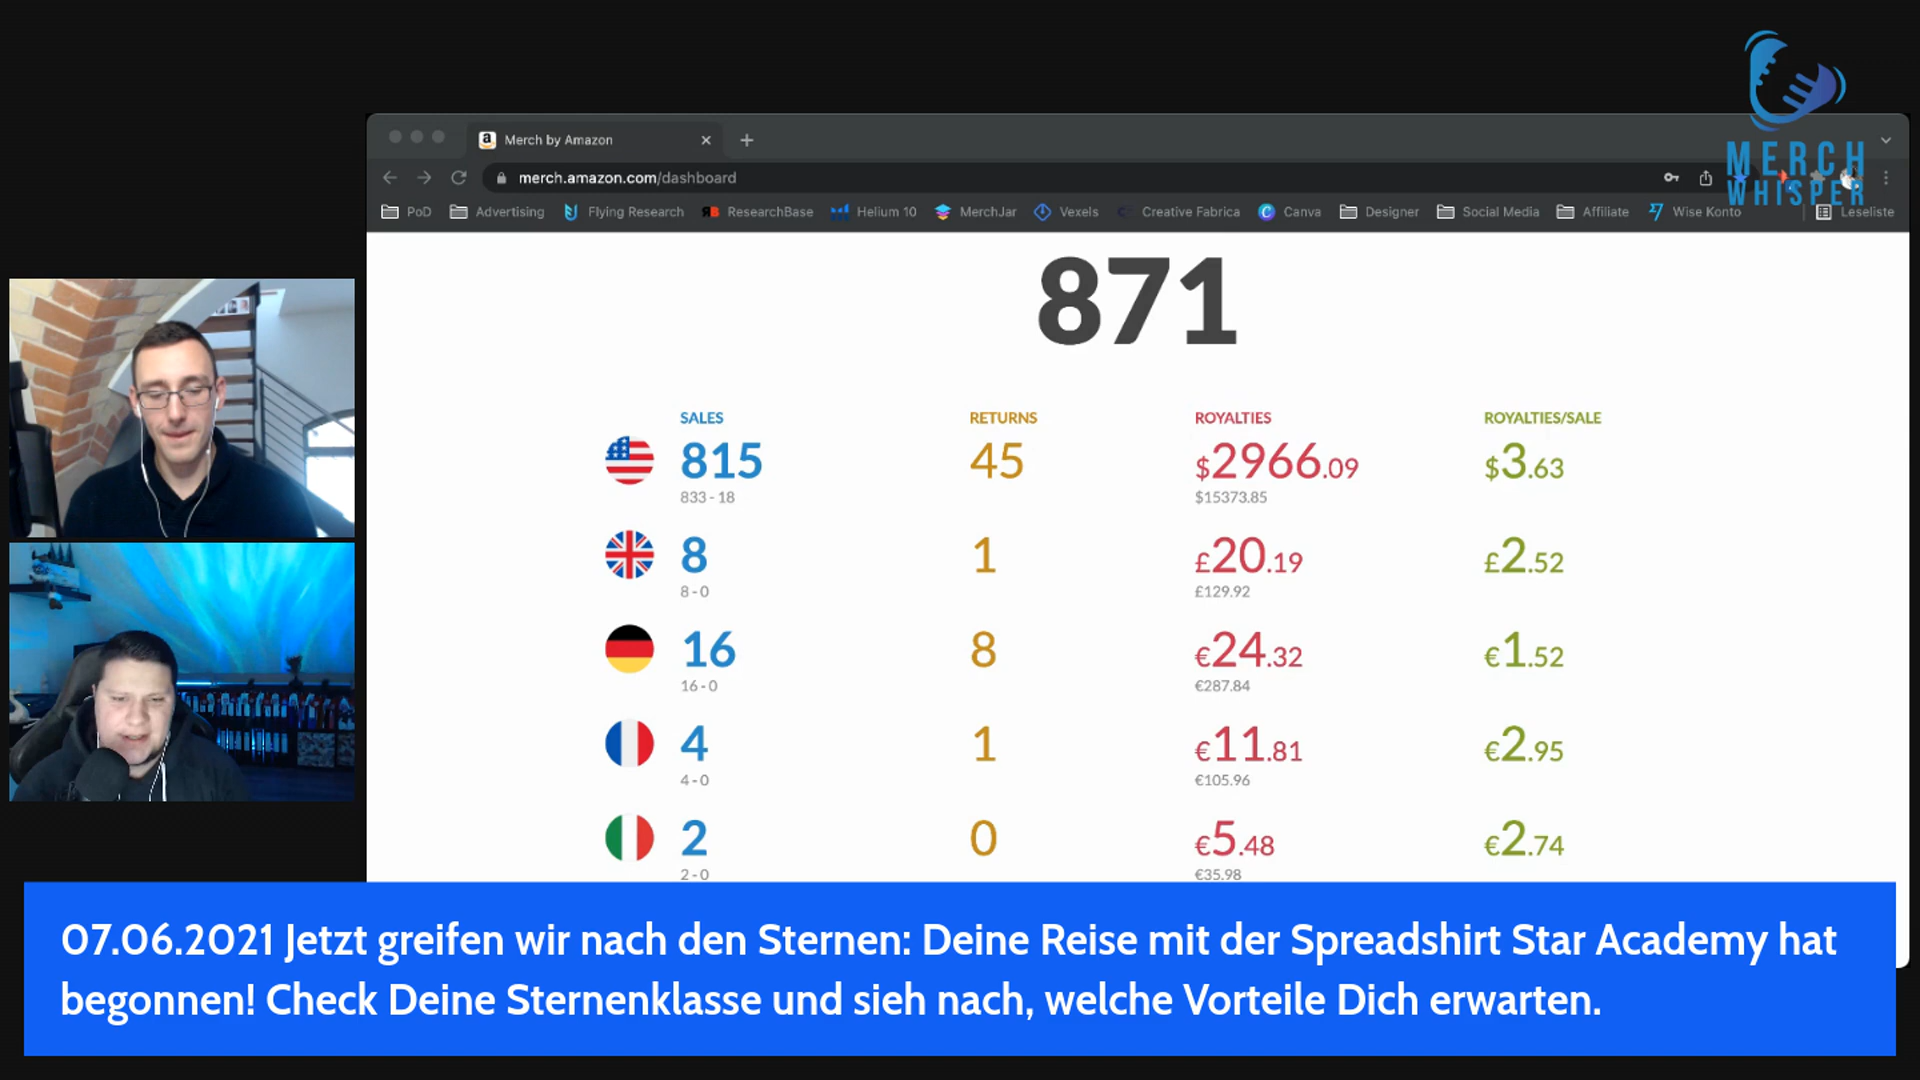 MERCH
WHISPER
Merch by Amazon
merch.amazon.com/dashboard
PoD Advertising Flying Research ResearchBase Helium 10 MerchJar Vexels Creative Fabrica Canva Designer Social Media Affiliate Wise Konto Leseliste
871
SALES RETURNS ROYALTIES ROYALTIES/SALE
815 45 $2966.09 $3.63
833 - 18 $15373.85
8 1 £20.19 £2.52
8 - 0 £129.92
16 8 €24.32 €1.52
16 - 0 €287.84
4 1 €11.81 €2.95
4 - 0 €105.96
2 0 €5.48 €2.74
2 - 0 €35.98
07.06.2021 Jetzt greifen wir nach den Sternen: Deine Reise mit der Spreadshirt Star Academy hat
begonnen! Check Deine Sternenklasse und sieh nach, welche Vorteile Dich erwarten.